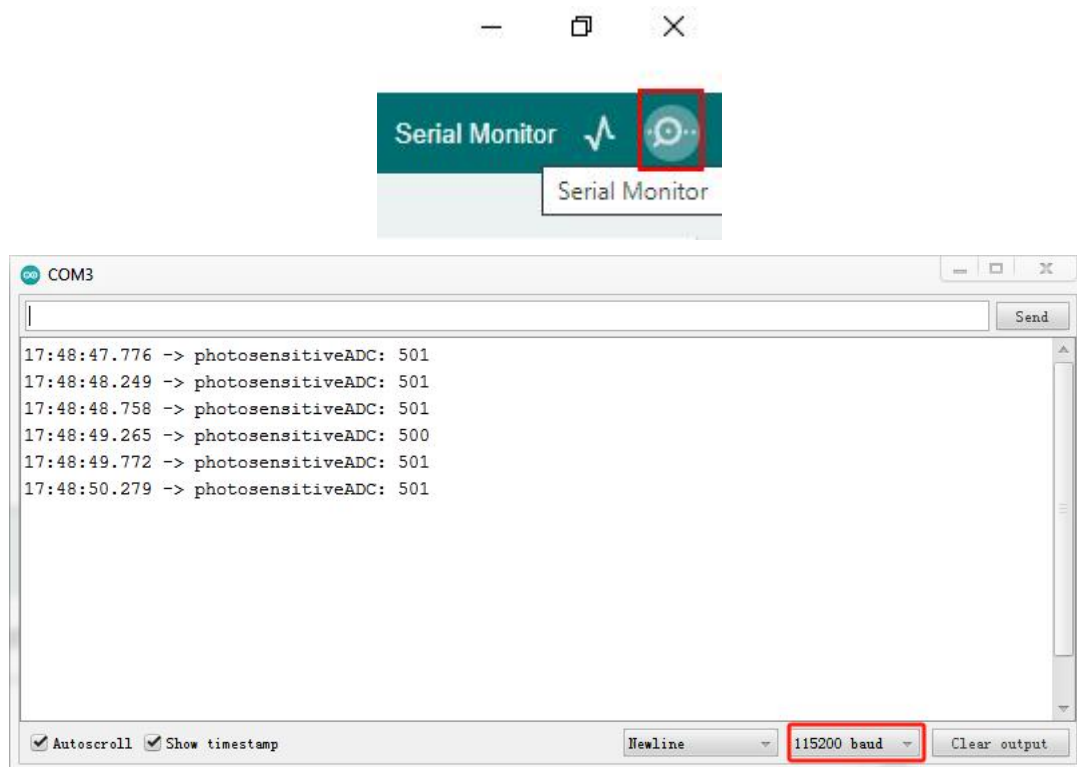 Serial Monitor
Serial Monitor
COM3
Send
17:48:47.776 -> photosensitiveADC: 501
17:48:48.249 -> photosensitiveADC: 501
17:48:48.758 -> photosensitiveADC: 501
17:48:49.265 -> photosensitiveADC: 500
17:48:49.772 -> photosensitiveADC: 501
17:48:50.279 -> photosensitiveADC: 501
Autoscroll Show timestamp Newline 115200 baud Clear output